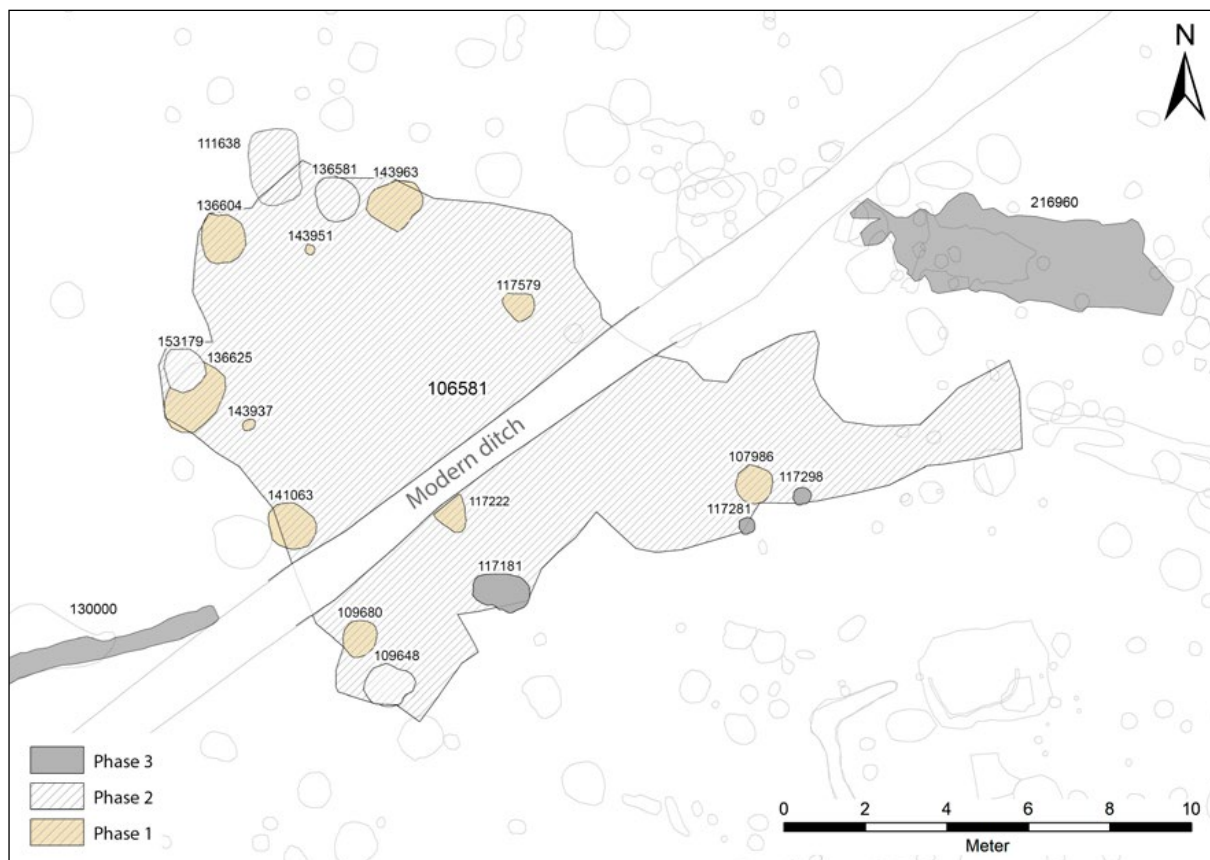 N
111638
136581
143963
136604
143951
216960
117579
153179
136625
106581
143937
Modern ditch
107986
117298
141063
117222
117281
117181
130000
109680
109648
Phase 3
Phase 2
Phase 1
0 2 4 6 8 10
Meter